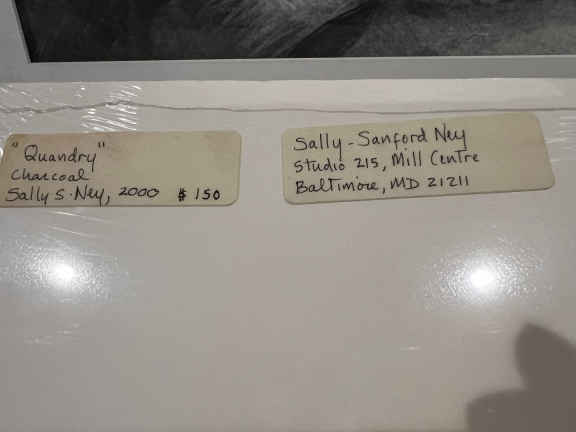 "Quandry"
Charcoal
Sally S. Ney, 2000 $150
Sally-Sanford Ney
Studio 215, Mill Centre
Baltimore, MD 21211